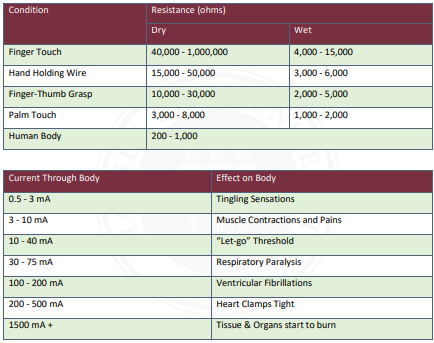 Condition Resistance (ohms)
Dry Wet
Finger Touch 40,000 - 1,000,000 4,000 - 15,000
Hand Holding Wire 15,000 - 50,000 3,000 - 6,000
Finger-Thumb Grasp 10,000 - 30,000 2,000 - 5,000
Palm Touch 3,000 - 8,000 1,000 - 2,000
Human Body 200 - 1,000
Current Through Body Effect on Body
0.5 - 3 mA Tingling Sensations
3 - 10 mA Muscle Contractions and Pains
10 - 40 mA “Let-go” Threshold
30 - 75 mA Respiratory Paralysis
100 - 200 mA Ventricular Fibrillations
200 - 500 mA Heart Clamps Tight
1500 mA + Tissue & Organs start to burn